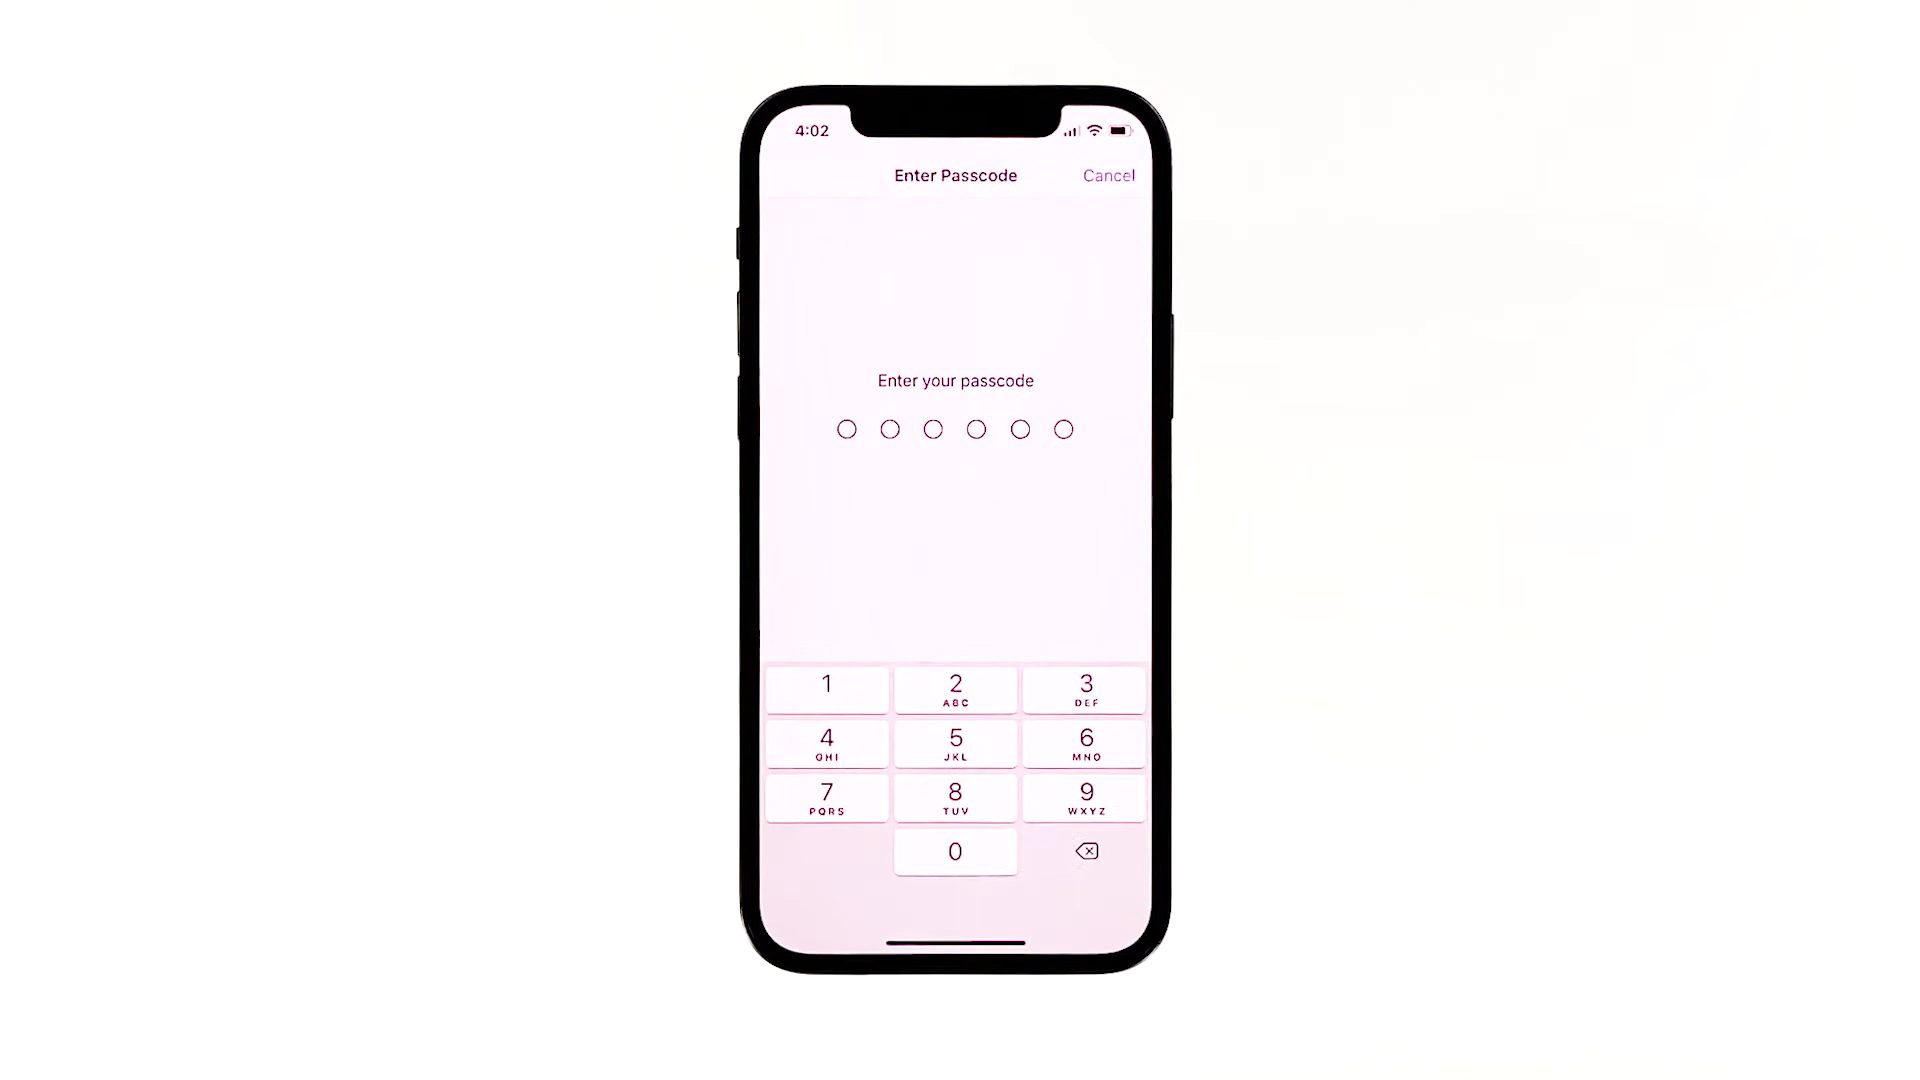 4:02
Enter Passcode Cancel
Enter your passcode
1 2 3
ABC DEF
4 5 6
GHI JKL MNO
7 8 9
PQRS TUV WXYZ
0